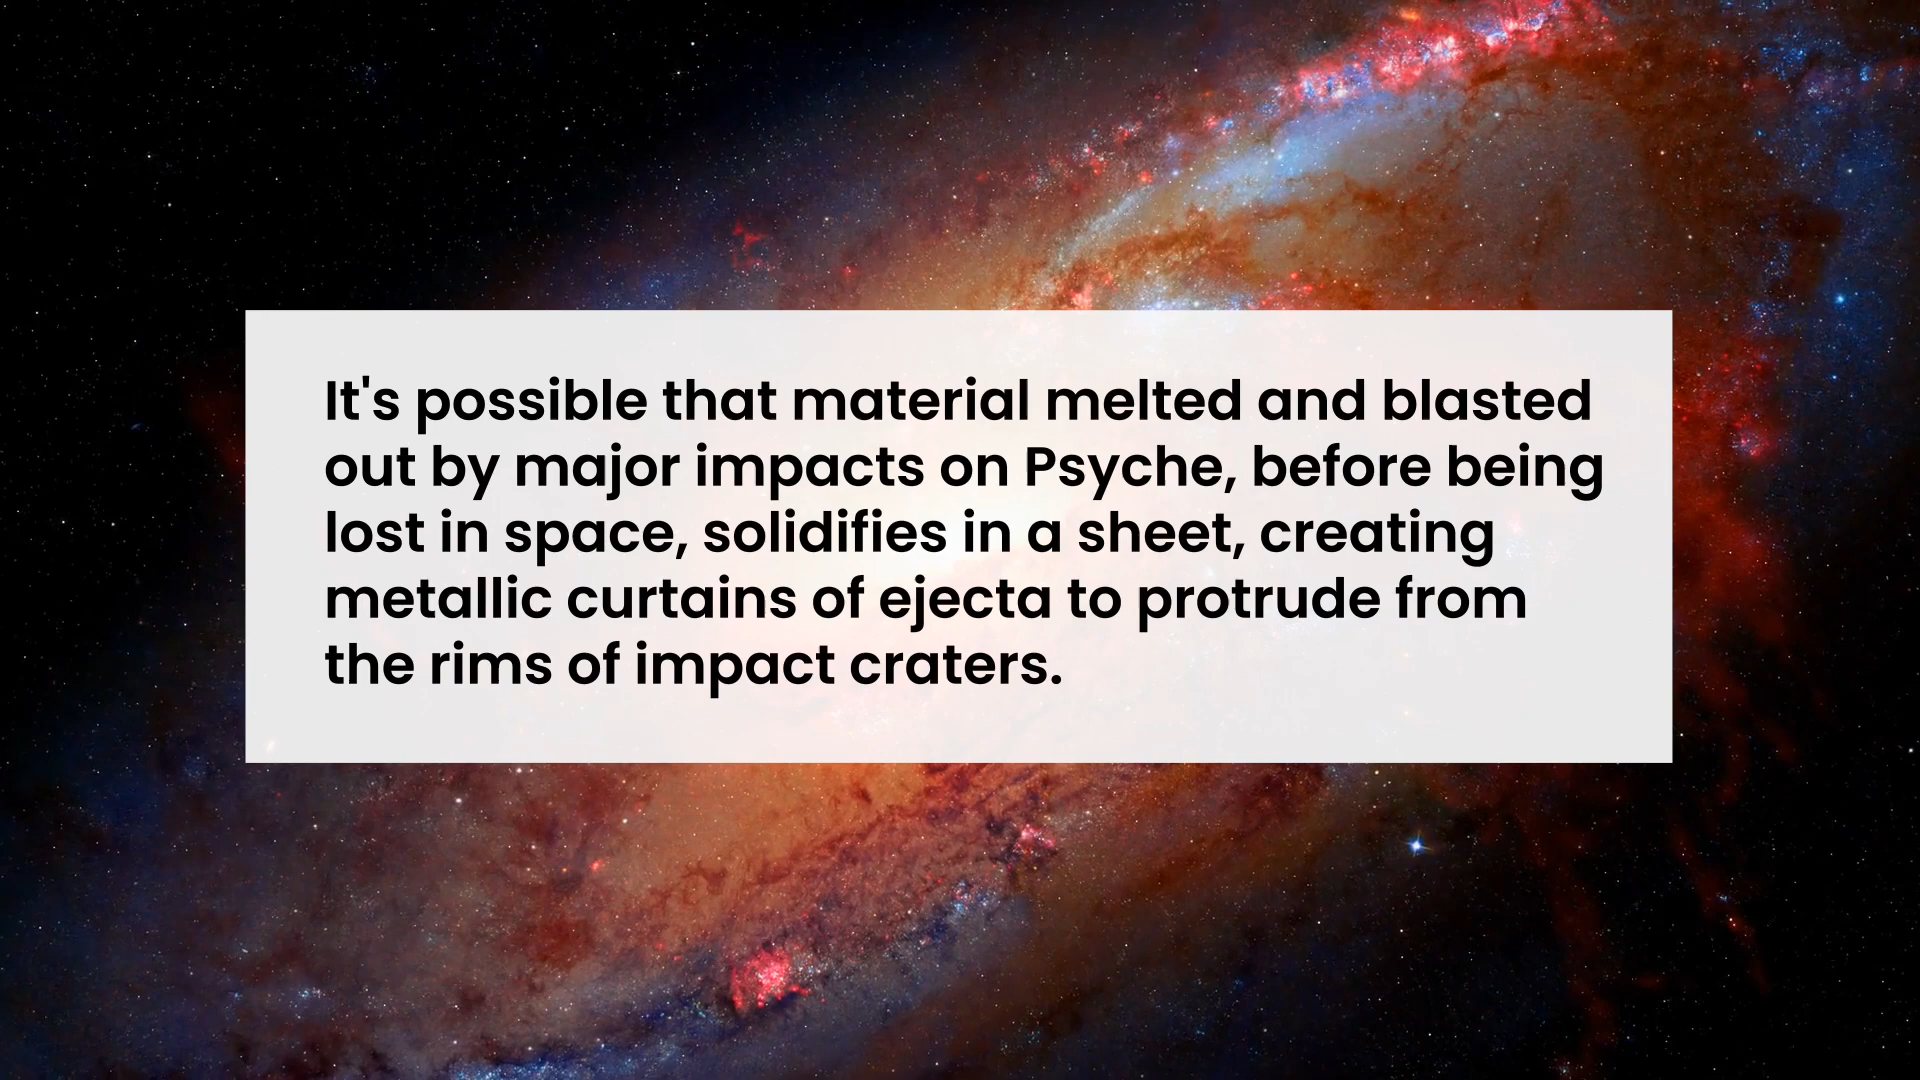 It's possible that material melted and blasted
out by major impacts on Psyche, before being
lost in space, solidifies in a sheet, creating
metallic curtains of ejecta to protrude from
the rims of impact craters.